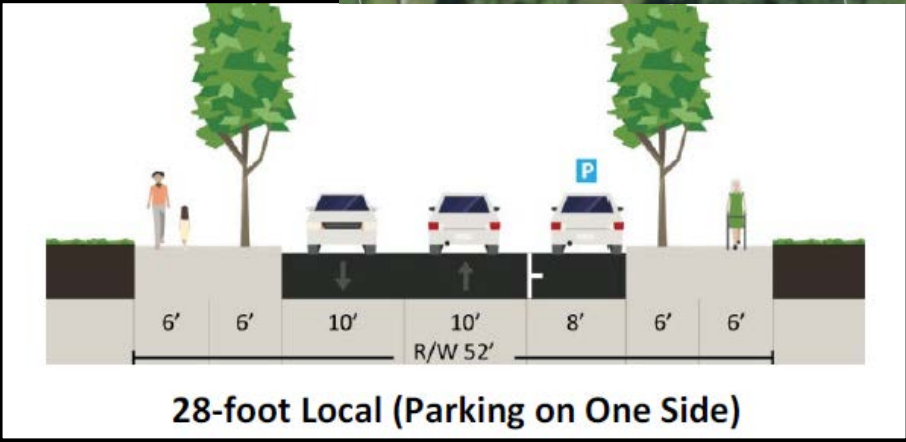 P
6' 6' 10' 10' 8' 6' 6'
R/W 52'
28-foot Local (Parking on One Side)